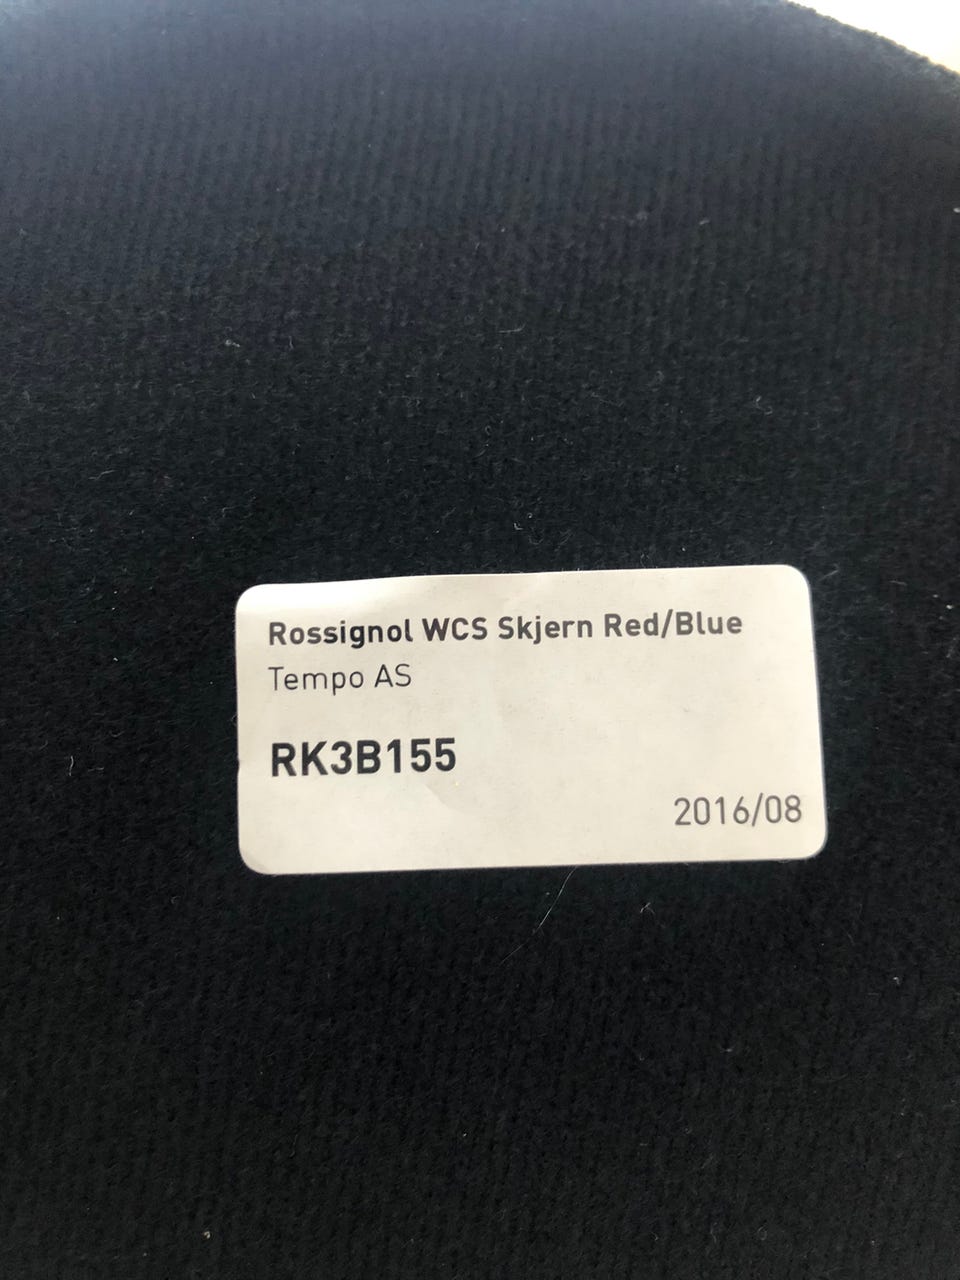 Rossignol WCS Skjern Red/Blue
Tempo AS
RK3B155
2016/08